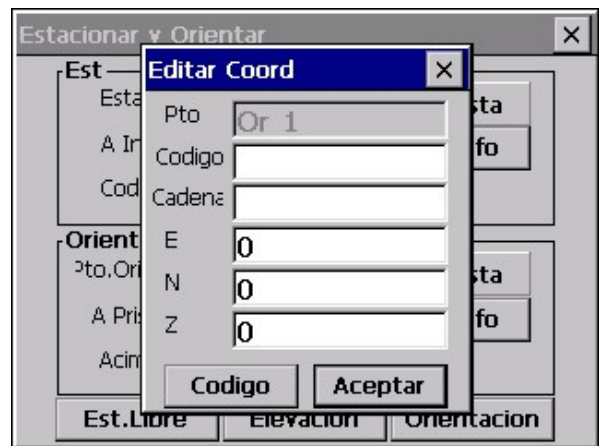 Estacionar y Orientar
Est
Editar Coord
Pto
Or 1
Codigo
Cadena
E
0
N
0
Z
0
Codigo
Aceptar
Orient
A
Est.Libre
Elevacion
Orientacion